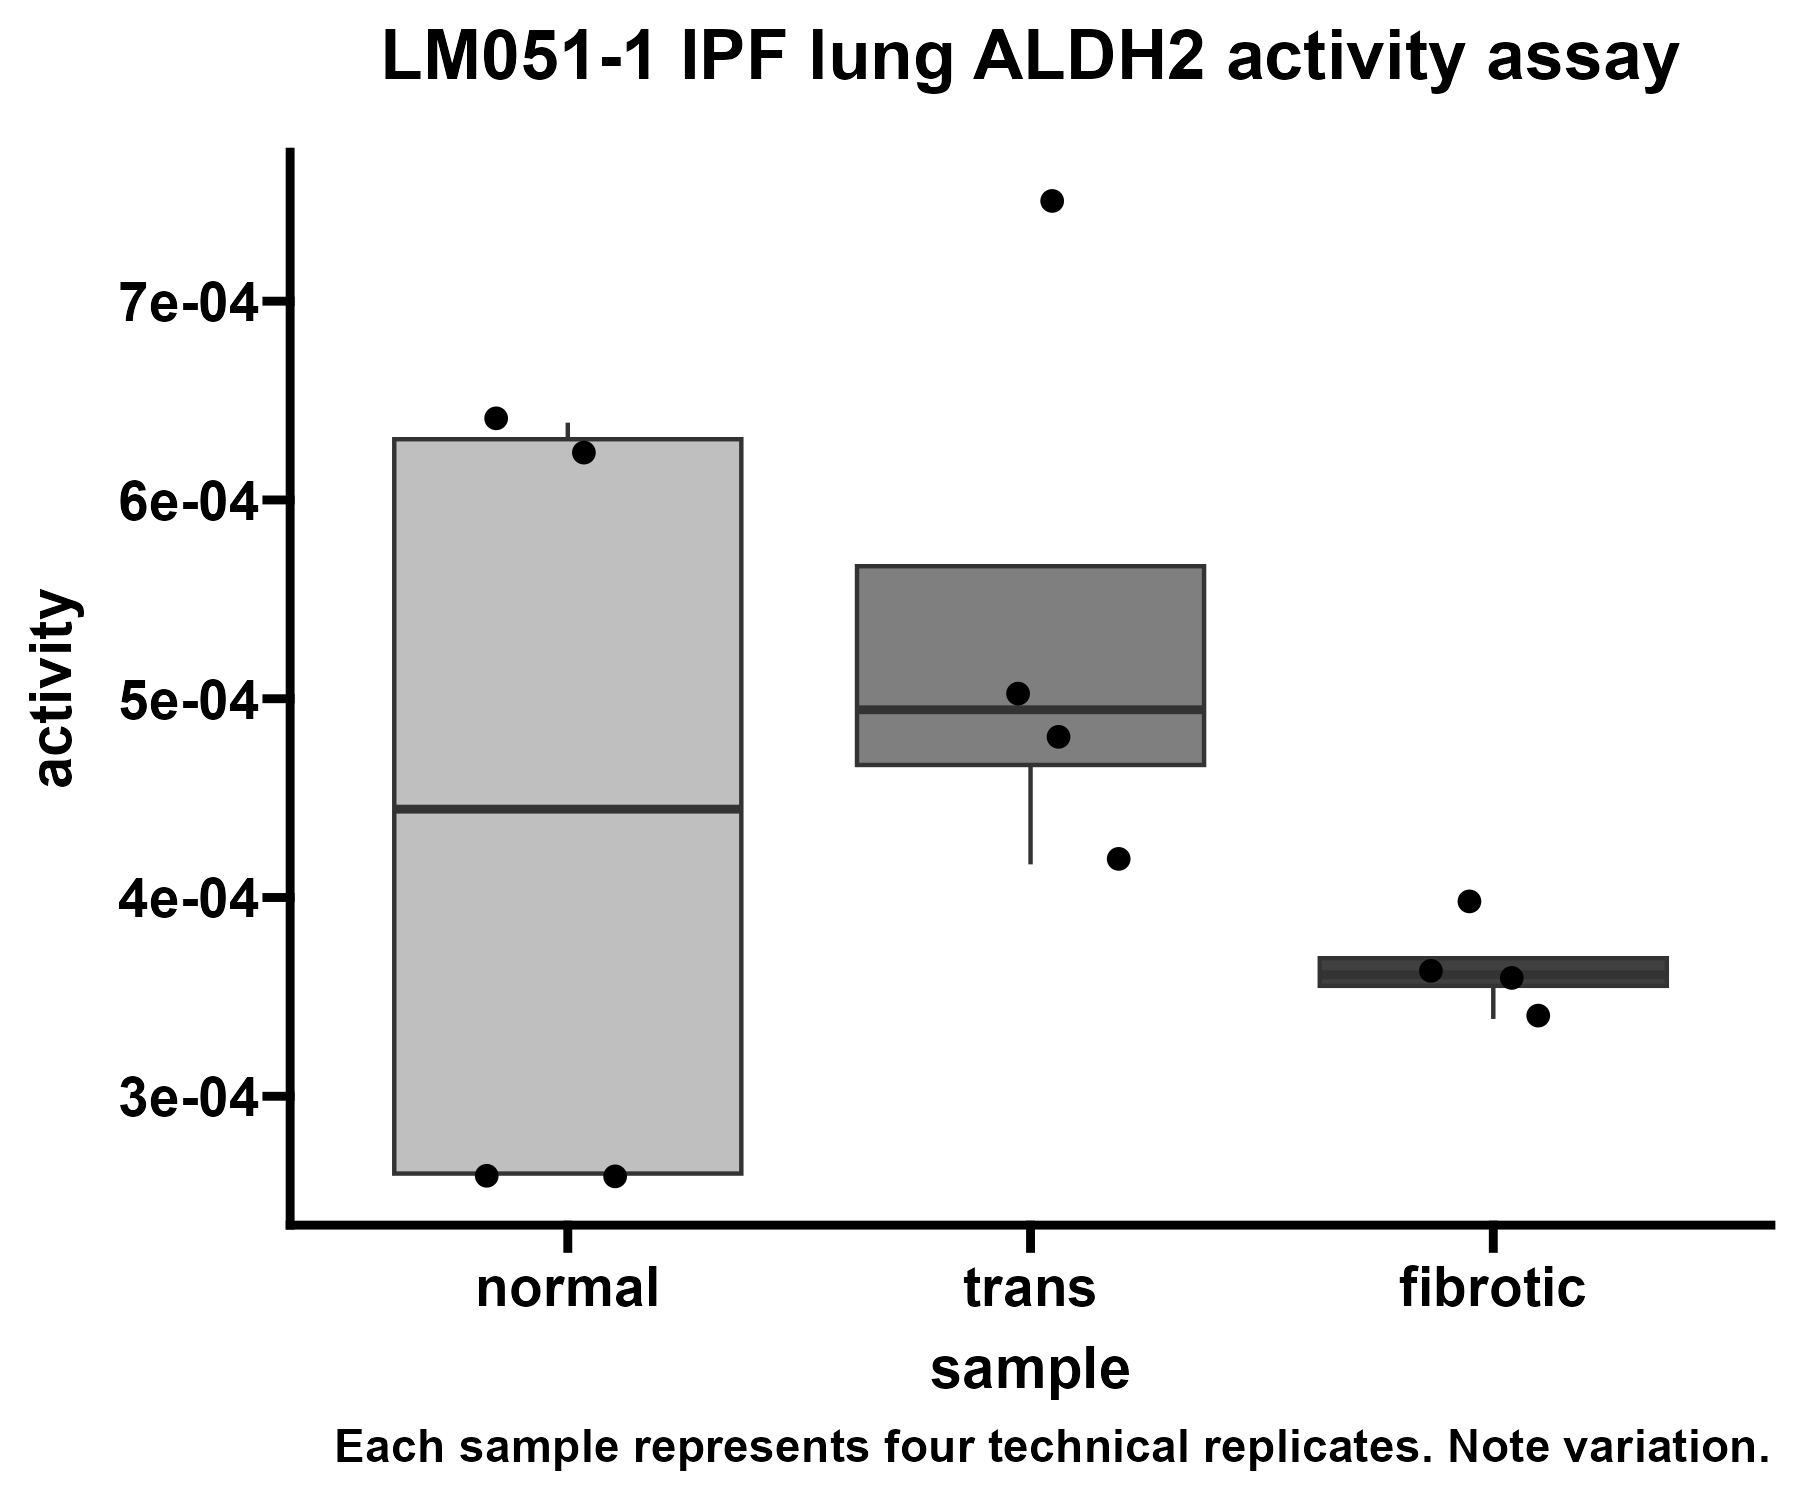 LM051-1 IPF lung ALDH2 activity assay
activity
7e-04
6e-04
5e-04
4e-04
3e-04
normal trans fibrotic
sample
Each sample represents four technical replicates. Note variation.